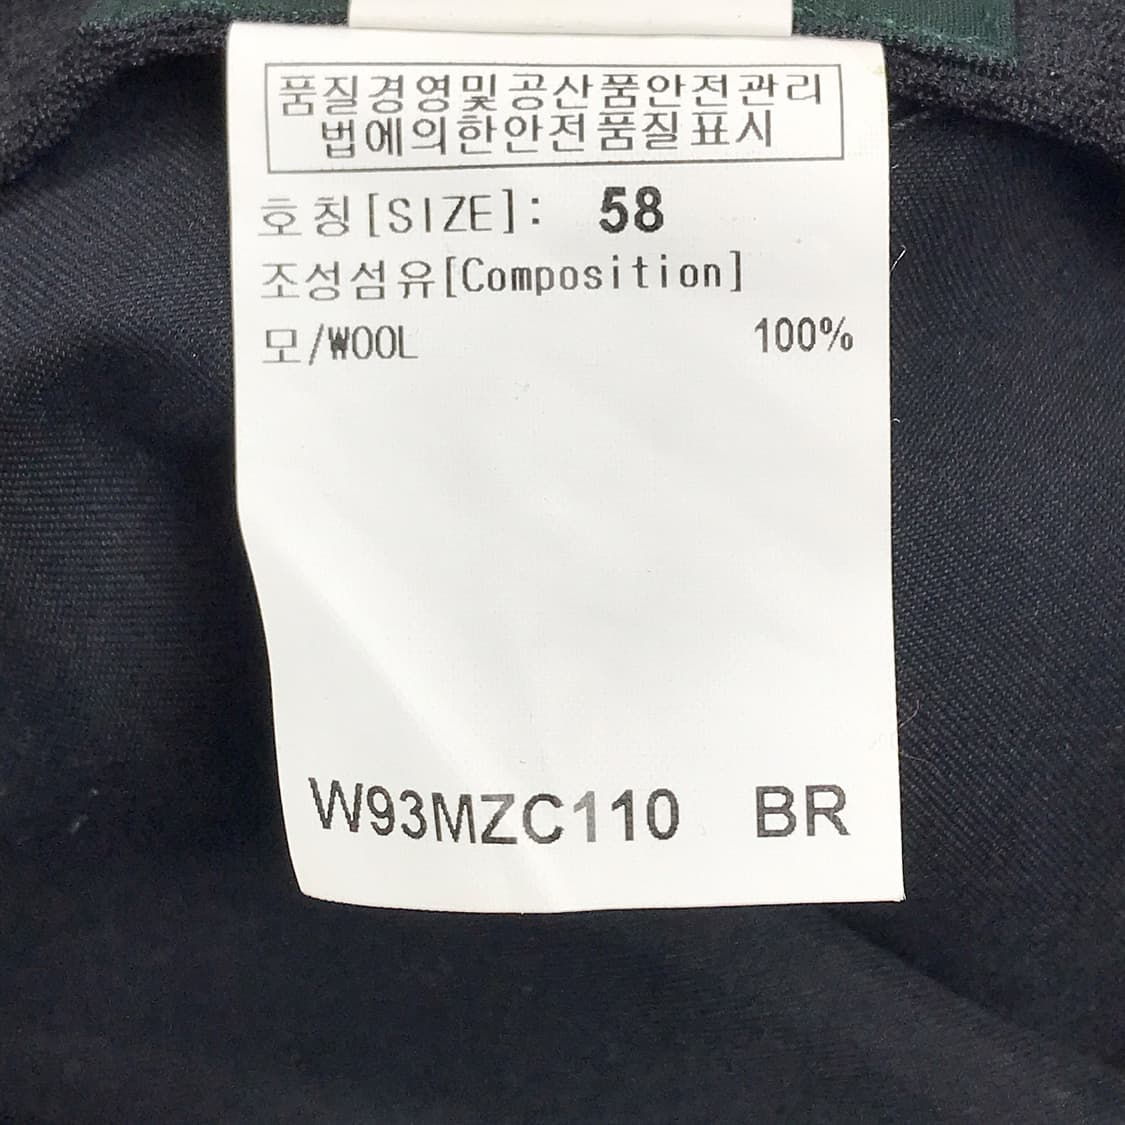 품질경영및공산품안전관리
법에의한안전품질표시
호칭[SIZE]: 58
조성섬유[Composition]
모/WOOL 100%
W93MZC110 BR